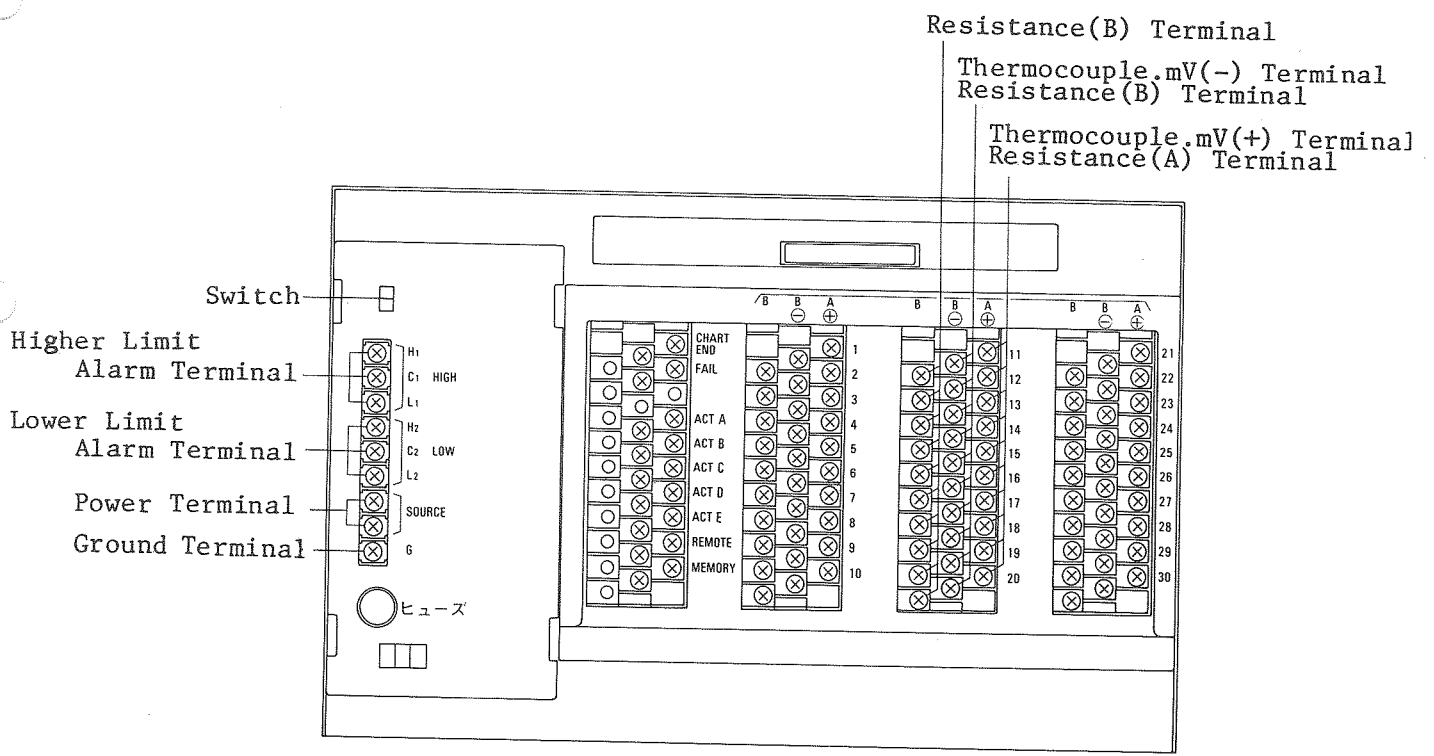 Resistance(B) Terminal
Thermocouple.mV(-) Terminal
Resistance(B) Terminal
Thermocouple.mV(+) Terminal
Resistance(A) Terminal
Switch
Higher Limit
Alarm Terminal
Lower Limit
Alarm Terminal
Power Terminal
Ground Terminal
H1
C1 HIGH
L1
H2
C2 LOW
L2
SOURCE
G
ヒューズ
CHART
END
FAIL
ACT A
ACT B
ACT C
ACT D
ACT E
REMOTE
MEMORY
B B A
⊖ ⊕
1
2
3
4
5
6
7
8
9
10
B B A
⊖ ⊕
11
12
13
14
15
16
17
18
19
20
B B A
⊖ ⊕
21
22
23
24
25
26
27
28
29
30